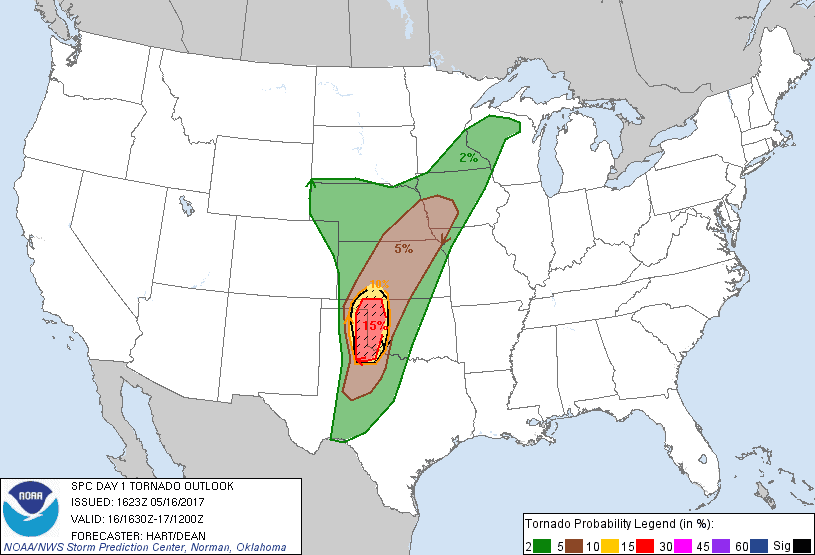 2%
5%
10%
15%
NOAA
SPC DAY 1 TORNADO OUTLOOK
ISSUED: 1623Z 05/16/2017
VALID: 16/1630Z-17/1200Z
FORECASTER: HART/DEAN
NOAA/NWS Storm Prediction Center, Norman, Oklahoma
Tornado Probability Legend (in %):
2 5 10 15 30 45 60 Sig